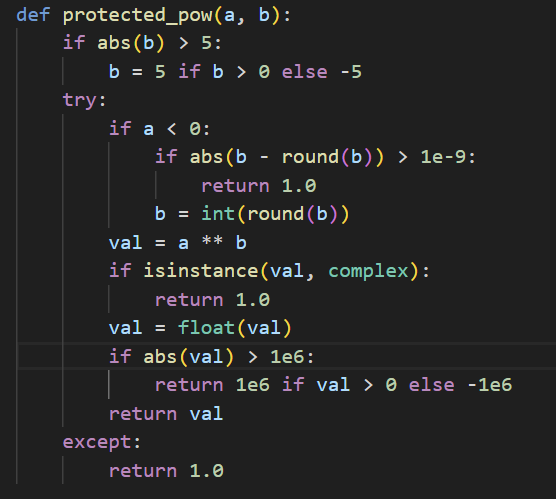 def protected_pow(a, b):
    if abs(b) > 5:
        b = 5 if b > 0 else -5
    try:
        if a < 0:
            if abs(b - round(b)) > 1e-9:
                return 1.0
            b = int(round(b))
        val = a ** b
        if isinstance(val, complex):
            return 1.0
        val = float(val)
        if abs(val) > 1e6:
            return 1e6 if val > 0 else -1e6
        return val
    except:
        return 1.0